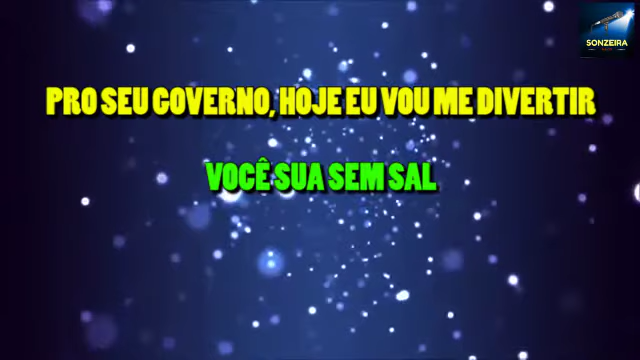 SONZEIRA
PRO SEU GOVERNO, HOJE EU VOU ME DIVERTIR
VOCÊ SUA SEM SAL